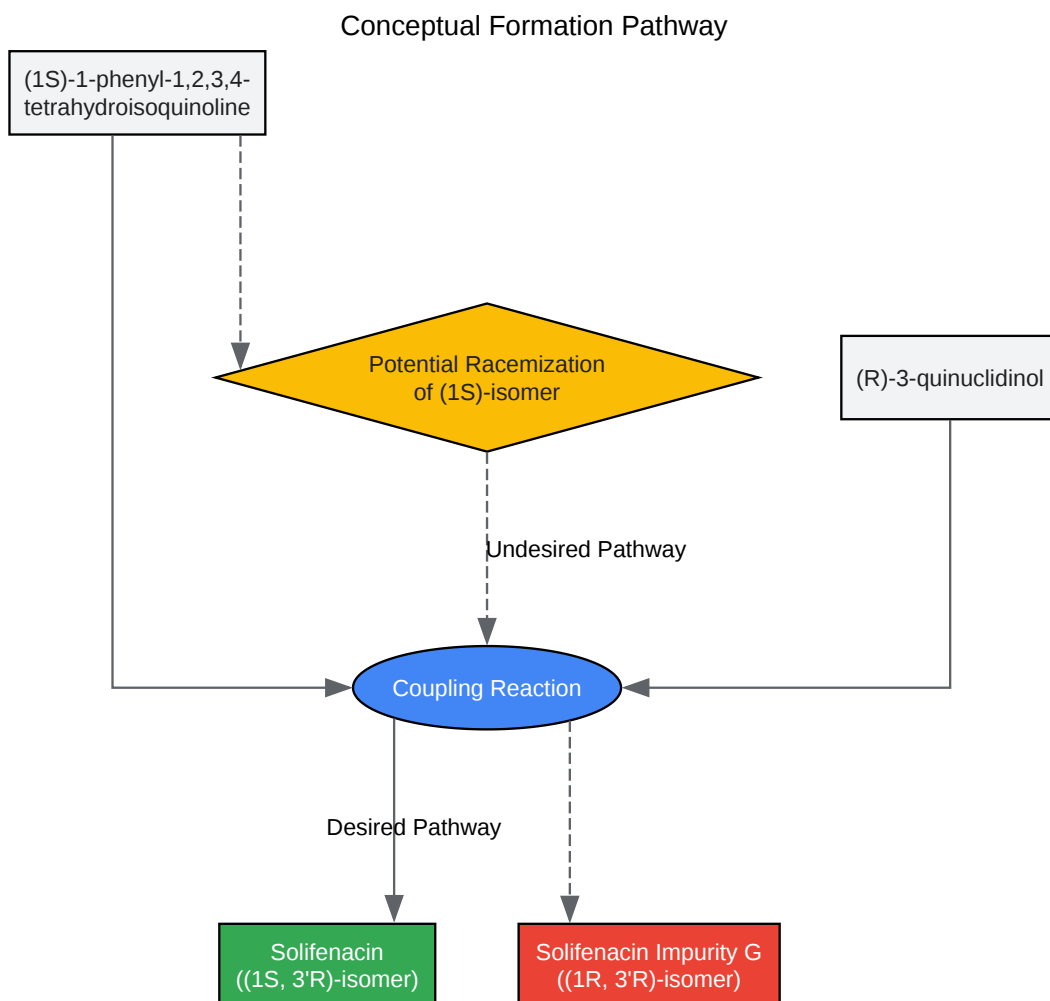 Conceptual Formation Pathway
(1S)-1-phenyl-1,2,3,4-
tetrahydroisoquinoline
Potential Racemization
of (1S)-isomer
(R)-3-quinuclidinol
Undesired Pathway
Coupling Reaction
Desired Pathway
Solifenacin
((1S, 3'R)-isomer)
Solifenacin Impurity G
((1R, 3'R)-isomer)